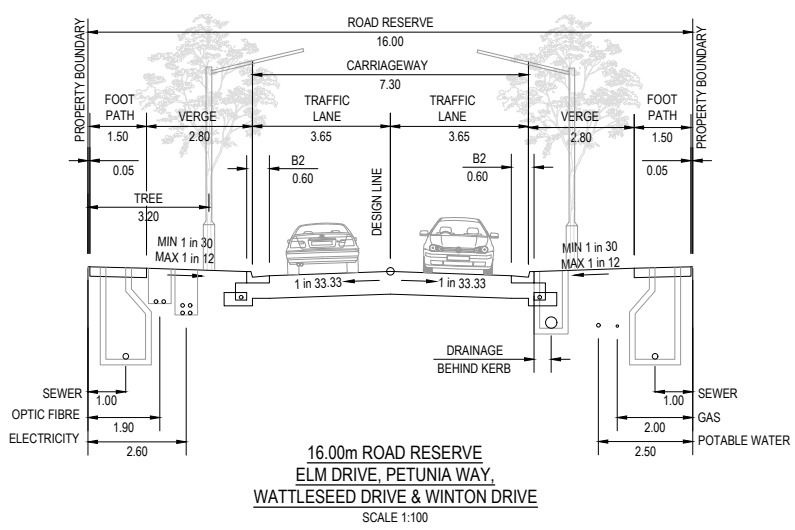 ROAD RESERVE
16.00
CARRIAGEWAY
7.30
PROPERTY BOUNDARY
FOOT
PATH
1.50
VERGE
2.80
TRAFFIC
LANE
3.65
TRAFFIC
LANE
3.65
VERGE
2.80
FOOT
PATH
1.50
PROPERTY BOUNDARY
0.05
B2
0.60
DESIGN LINE
B2
0.60
0.05
TREE
3.20
MIN 1 in 30
MAX 1 in 12
1 in 33.33
1 in 33.33
MIN 1 in 30
MAX 1 in 12
DRAINAGE
BEHIND KERB
SEWER
1.00
OPTIC FIBRE
1.90
ELECTRICITY
2.60
1.00
SEWER
2.00
GAS
2.50
POTABLE WATER
16.00m ROAD RESERVE
ELM DRIVE, PETUNIA WAY,
WATTLESEED DRIVE & WINTON DRIVE
SCALE 1:100